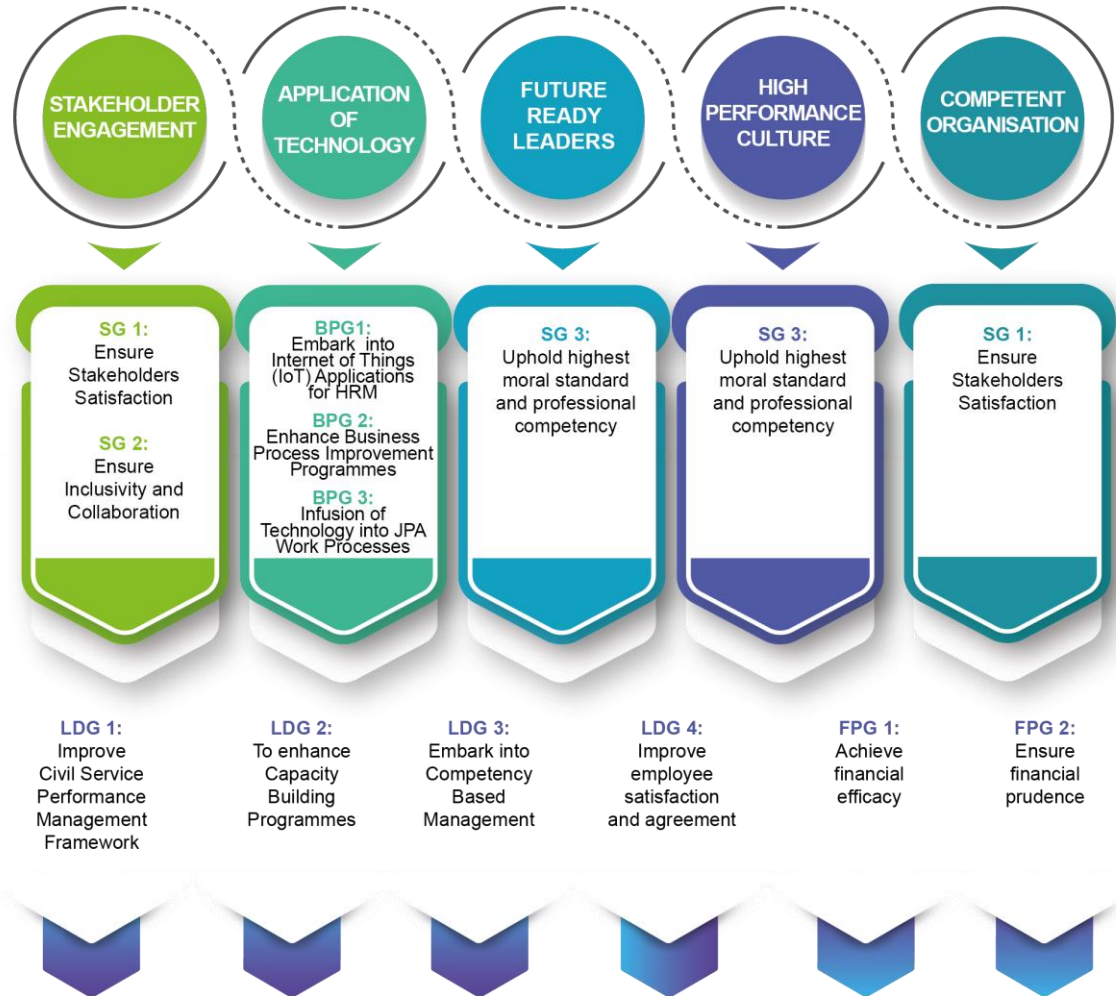 STAKEHOLDER
ENGAGEMENT
APPLICATION
OF
TECHNOLOGY
FUTURE
READY
LEADERS
HIGH
PERFORMANCE
CULTURE
COMPETENT
ORGANISATION
SG 1:
Ensure
Stakeholders
Satisfaction
SG 2:
Ensure
Inclusivity and
Collaboration
BPG1:
Embark into
Internet of Things
(IoT) Applications
for HRM
BPG 2:
Enhance Business
Process Improvement
Programmes
BPG 3:
Infusion of
Technology into JPA
Work Processes
SG 3:
Uphold highest
moral standard
and professional
competency
SG 3:
Uphold highest
moral standard
and professional
competency
SG 1:
Ensure
Stakeholders
Satisfaction
LDG 1:
Improve
Civil Service
Performance
Management
Framework
LDG 2:
To enhance
Capacity
Building
Programmes
LDG 3:
Embark into
Competency
Based
Management
LDG 4:
Improve
employee
satisfaction
and agreement
FPG 1:
Achieve
financial
efficacy
FPG 2:
Ensure
financial
prudence